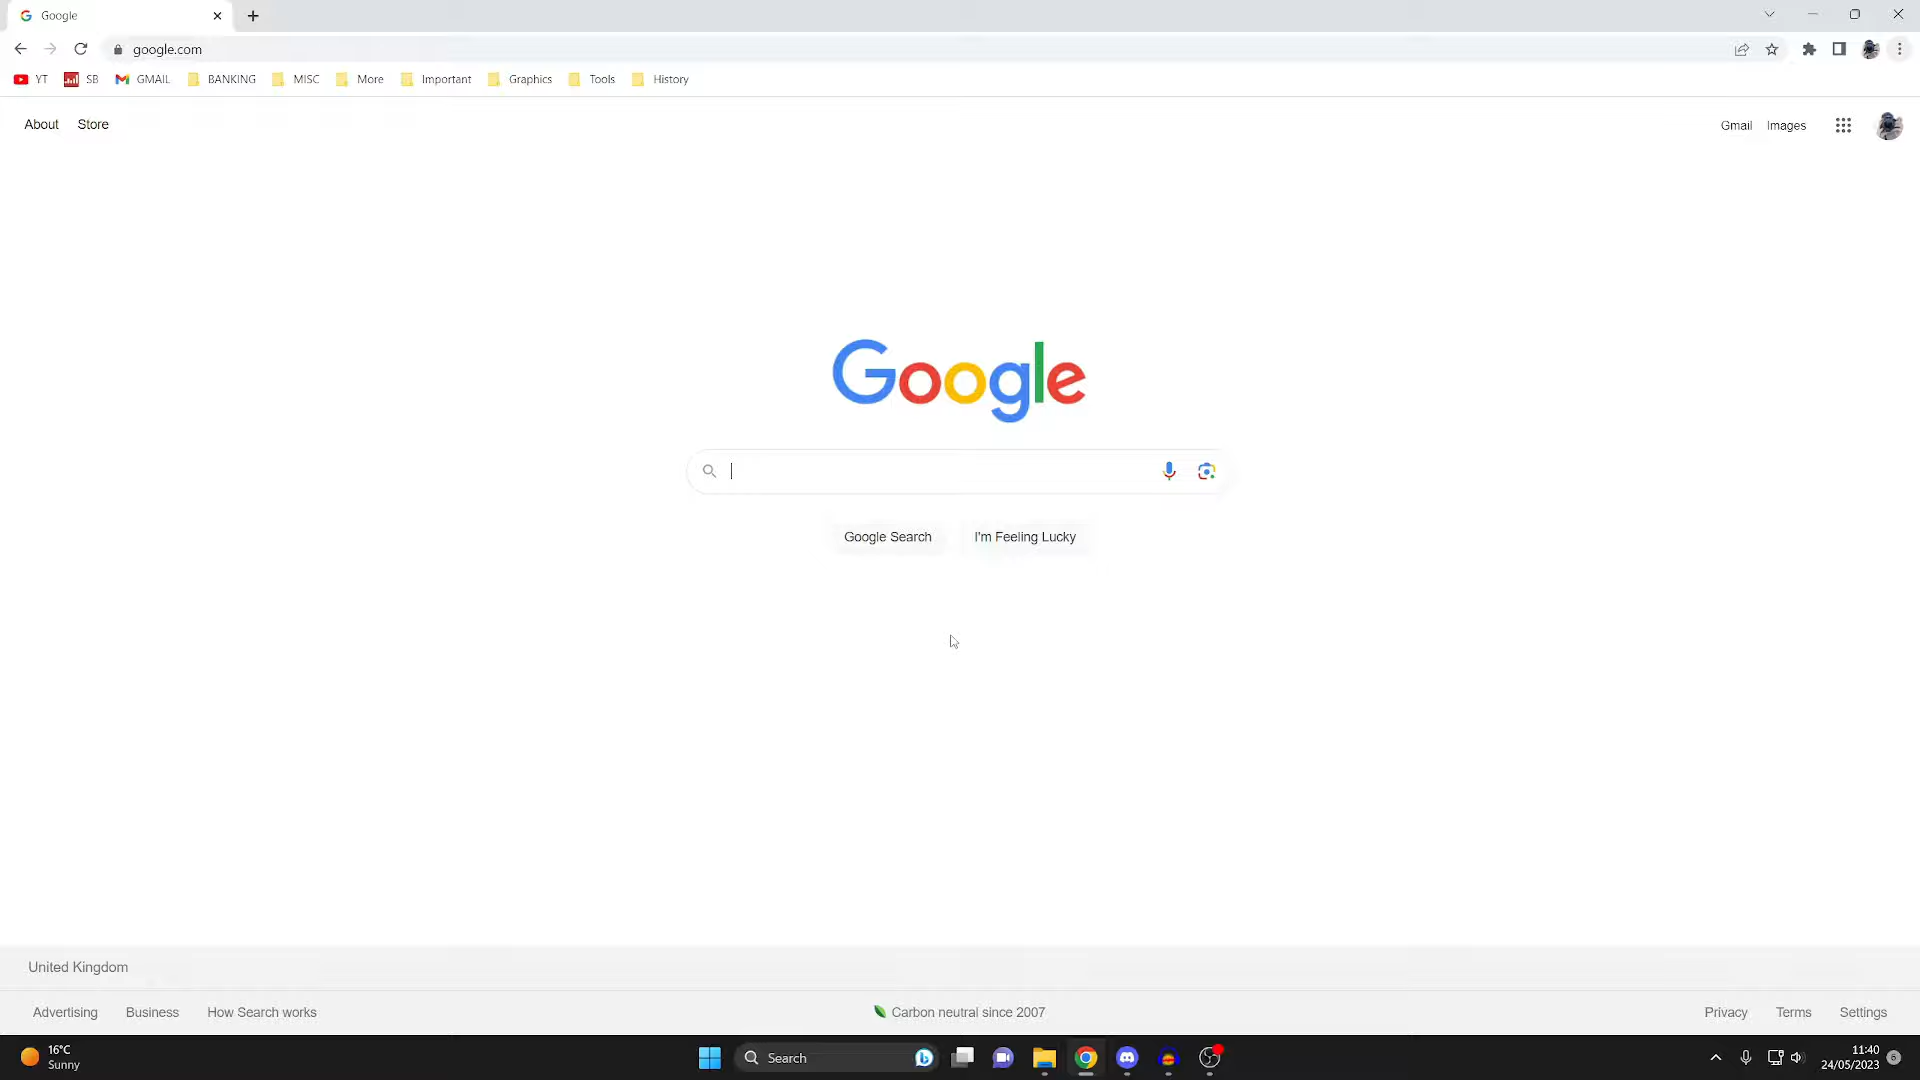 Google
google.com
YT SB GMAIL BANKING MISC More Important Graphics Tools History
About Store
Gmail Images
Google
Google Search I'm Feeling Lucky
United Kingdom
Advertising Business How Search works
Carbon neutral since 2007
Privacy Terms Settings
16°C
Sunny
Search
11:40
24/05/2023
6